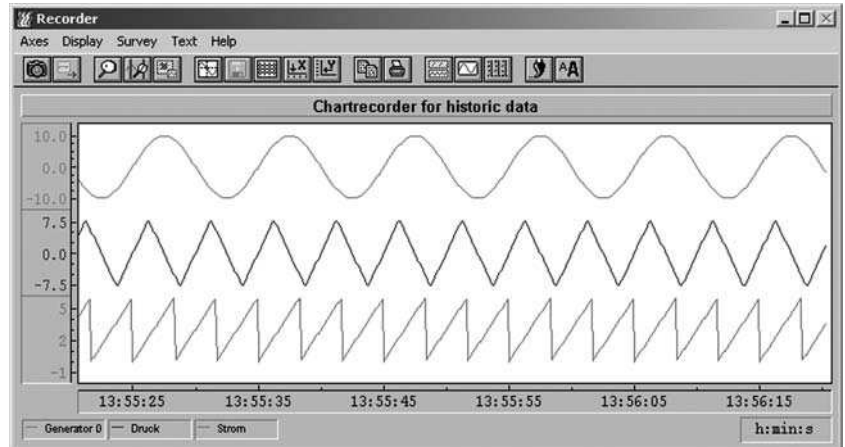 Recorder
Axes Display Survey Text Help
X Y AA
Chartrecorder for historic data
10.0
0.0
-10.0
7.5
0.0
-7.5
5
2
-1
13:55:25 13:55:35 13:55:45 13:55:55 13:56:05 13:56:15
Generator 0 Druck Strom h:min:s